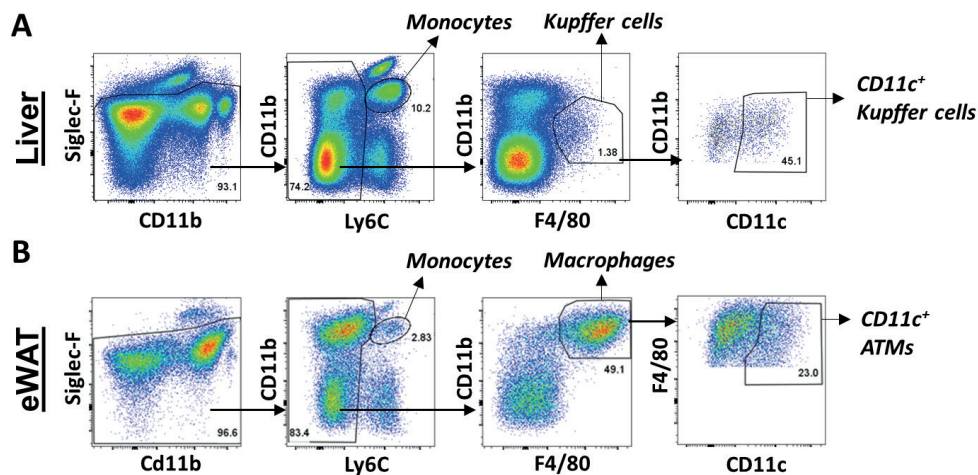 A
Liver
Siglec-F
CD11b
93.1
Monocytes
CD11b
Ly6C
74.2
10.2
Kupffer cells
CD11b
F4/80
1.38
CD11b
CD11c
45.1
CD11c+
Kupffer cells
B
eWAT
Siglec-F
Cd11b
96.6
Monocytes
CD11b
Ly6C
83.4
2.83
Macrophages
CD11b
F4/80
49.1
F4/80
CD11c
23.0
CD11c+
ATMs